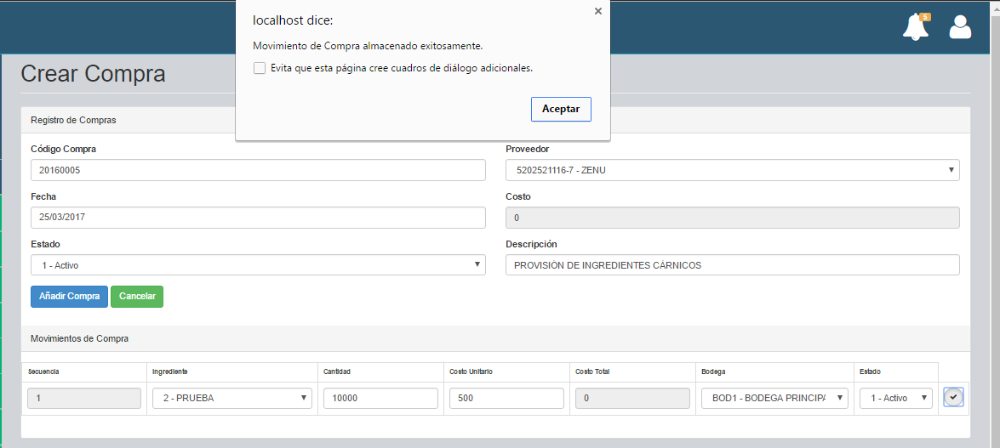 localhost dice:
Movimiento de Compra almacenado exitosamente.
Evita que esta página cree cuadros de diálogo adicionales.
Aceptar
5
Crear Compra
Registro de Compras
Código Compra
20160005
Proveedor
5202521116-7 - ZENU
Fecha
25/03/2017
Costo
0
Estado
1 - Activo
Descripción
PROVISIÓN DE INGREDIENTES CÁRNICOS
Añadir Compra Cancelar
Movimientos de Compra
Secuencia Ingrediente Cantidad Costo Unitario Costo Total Bodega Estado
1 2 - PRUEBA 10000 500 0 BOD1 - BODEGA PRINCIPA 1 - Activo